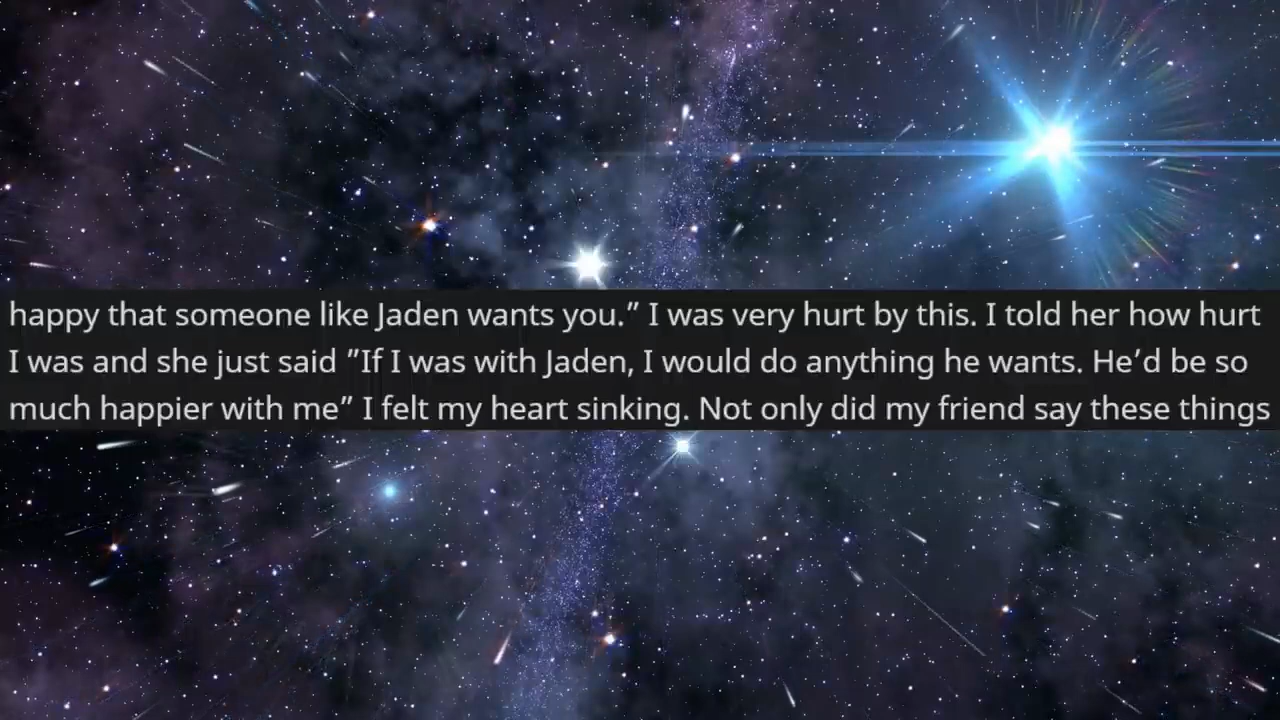 happy that someone like Jaden wants you.” I was very hurt by this. I told her how hurt
I was and she just said ”If I was with Jaden, I would do anything he wants. He’d be so
much happier with me” I felt my heart sinking. Not only did my friend say these things